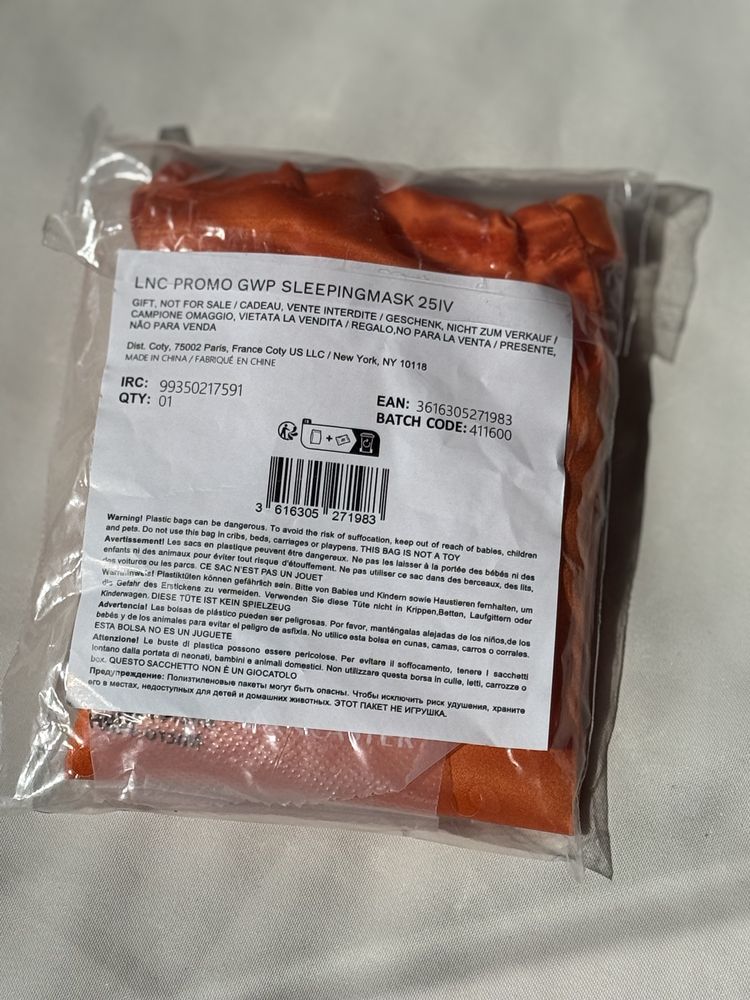 LNC PROMO GWP SLEEPINGMASK 25IV
GIFT, NOT FOR SALE / CADEAU, VENTE INTERDITE / GESCHENK, NICHT ZUM VERKAUF /
CAMPIONE OMAGGIO, VIETATA LA VENDITA / REGALO,NO PARA LA VENTA / PRESENTE,
NÃO PARA VENDA
Dist. Coty, 75002 Paris, France Coty US LLC / New York, NY 10118
MADE IN CHINA / FABRIQUÉ EN CHINE
IRC: 99350217591
QTY: 01
EAN: 3616305271983
BATCH CODE: 411600
3 616305 271983
Warning! Plastic bags can be dangerous. To avoid the risk of suffocation, keep out of reach of babies, children
and pets. Do not use this bag in cribs, beds, carriages or playpens. THIS BAG IS NOT A TOY
Avertissement! Les sacs en plastique peuvent être dangereux. Ne pas les laisser à la portée des bébés ni des
enfants ni des animaux pour éviter tout risque d'étouffement. Ne pas utiliser ce sac dans des berceaux, des lits,
des voitures ou les parcs. CE SAC N'EST PAS UN JOUET
Warnhinweis! Plastiktüten können gefährlich sein. Bitte von Babies und Kindern sowie Haustieren fernhalten, um
die Gefahr des Erstickens zu vermeiden. Verwenden Sie diese Tüte nicht in Krippen,Betten, Laufgittern oder
Kinderwagen. DIESE TÜTE IST KEIN SPIELZEUG
Advertencia! Las bolsas de plástico pueden ser peligrosas. Por favor, manténgalas alejadas de los niños,de los
bebés y de los animales para evitar el peligro de asfixia. No utilice esta bolsa en cunas, camas, carros o corrales.
ESTA BOLSA NO ES UN JUGUETE
Attenzione! Le buste di plastica possono essere pericolose. Per evitare il soffocamento, tenere I sacchetti
lontano dalla portata di neonati, bambini e animali domestici. Non utilizzare questa borsa in culle, letti, carrozze o
box. QUESTO SACCHETTO NON È UN GIOCATOLO
Предупреждение: Полиэтиленовые пакеты могут быть опасны. Чтобы исключить риск удушения, храните
его в местах, недоступных для детей и домашних животных. ЭТОТ ПАКЕТ НЕ ИГРУШКА.